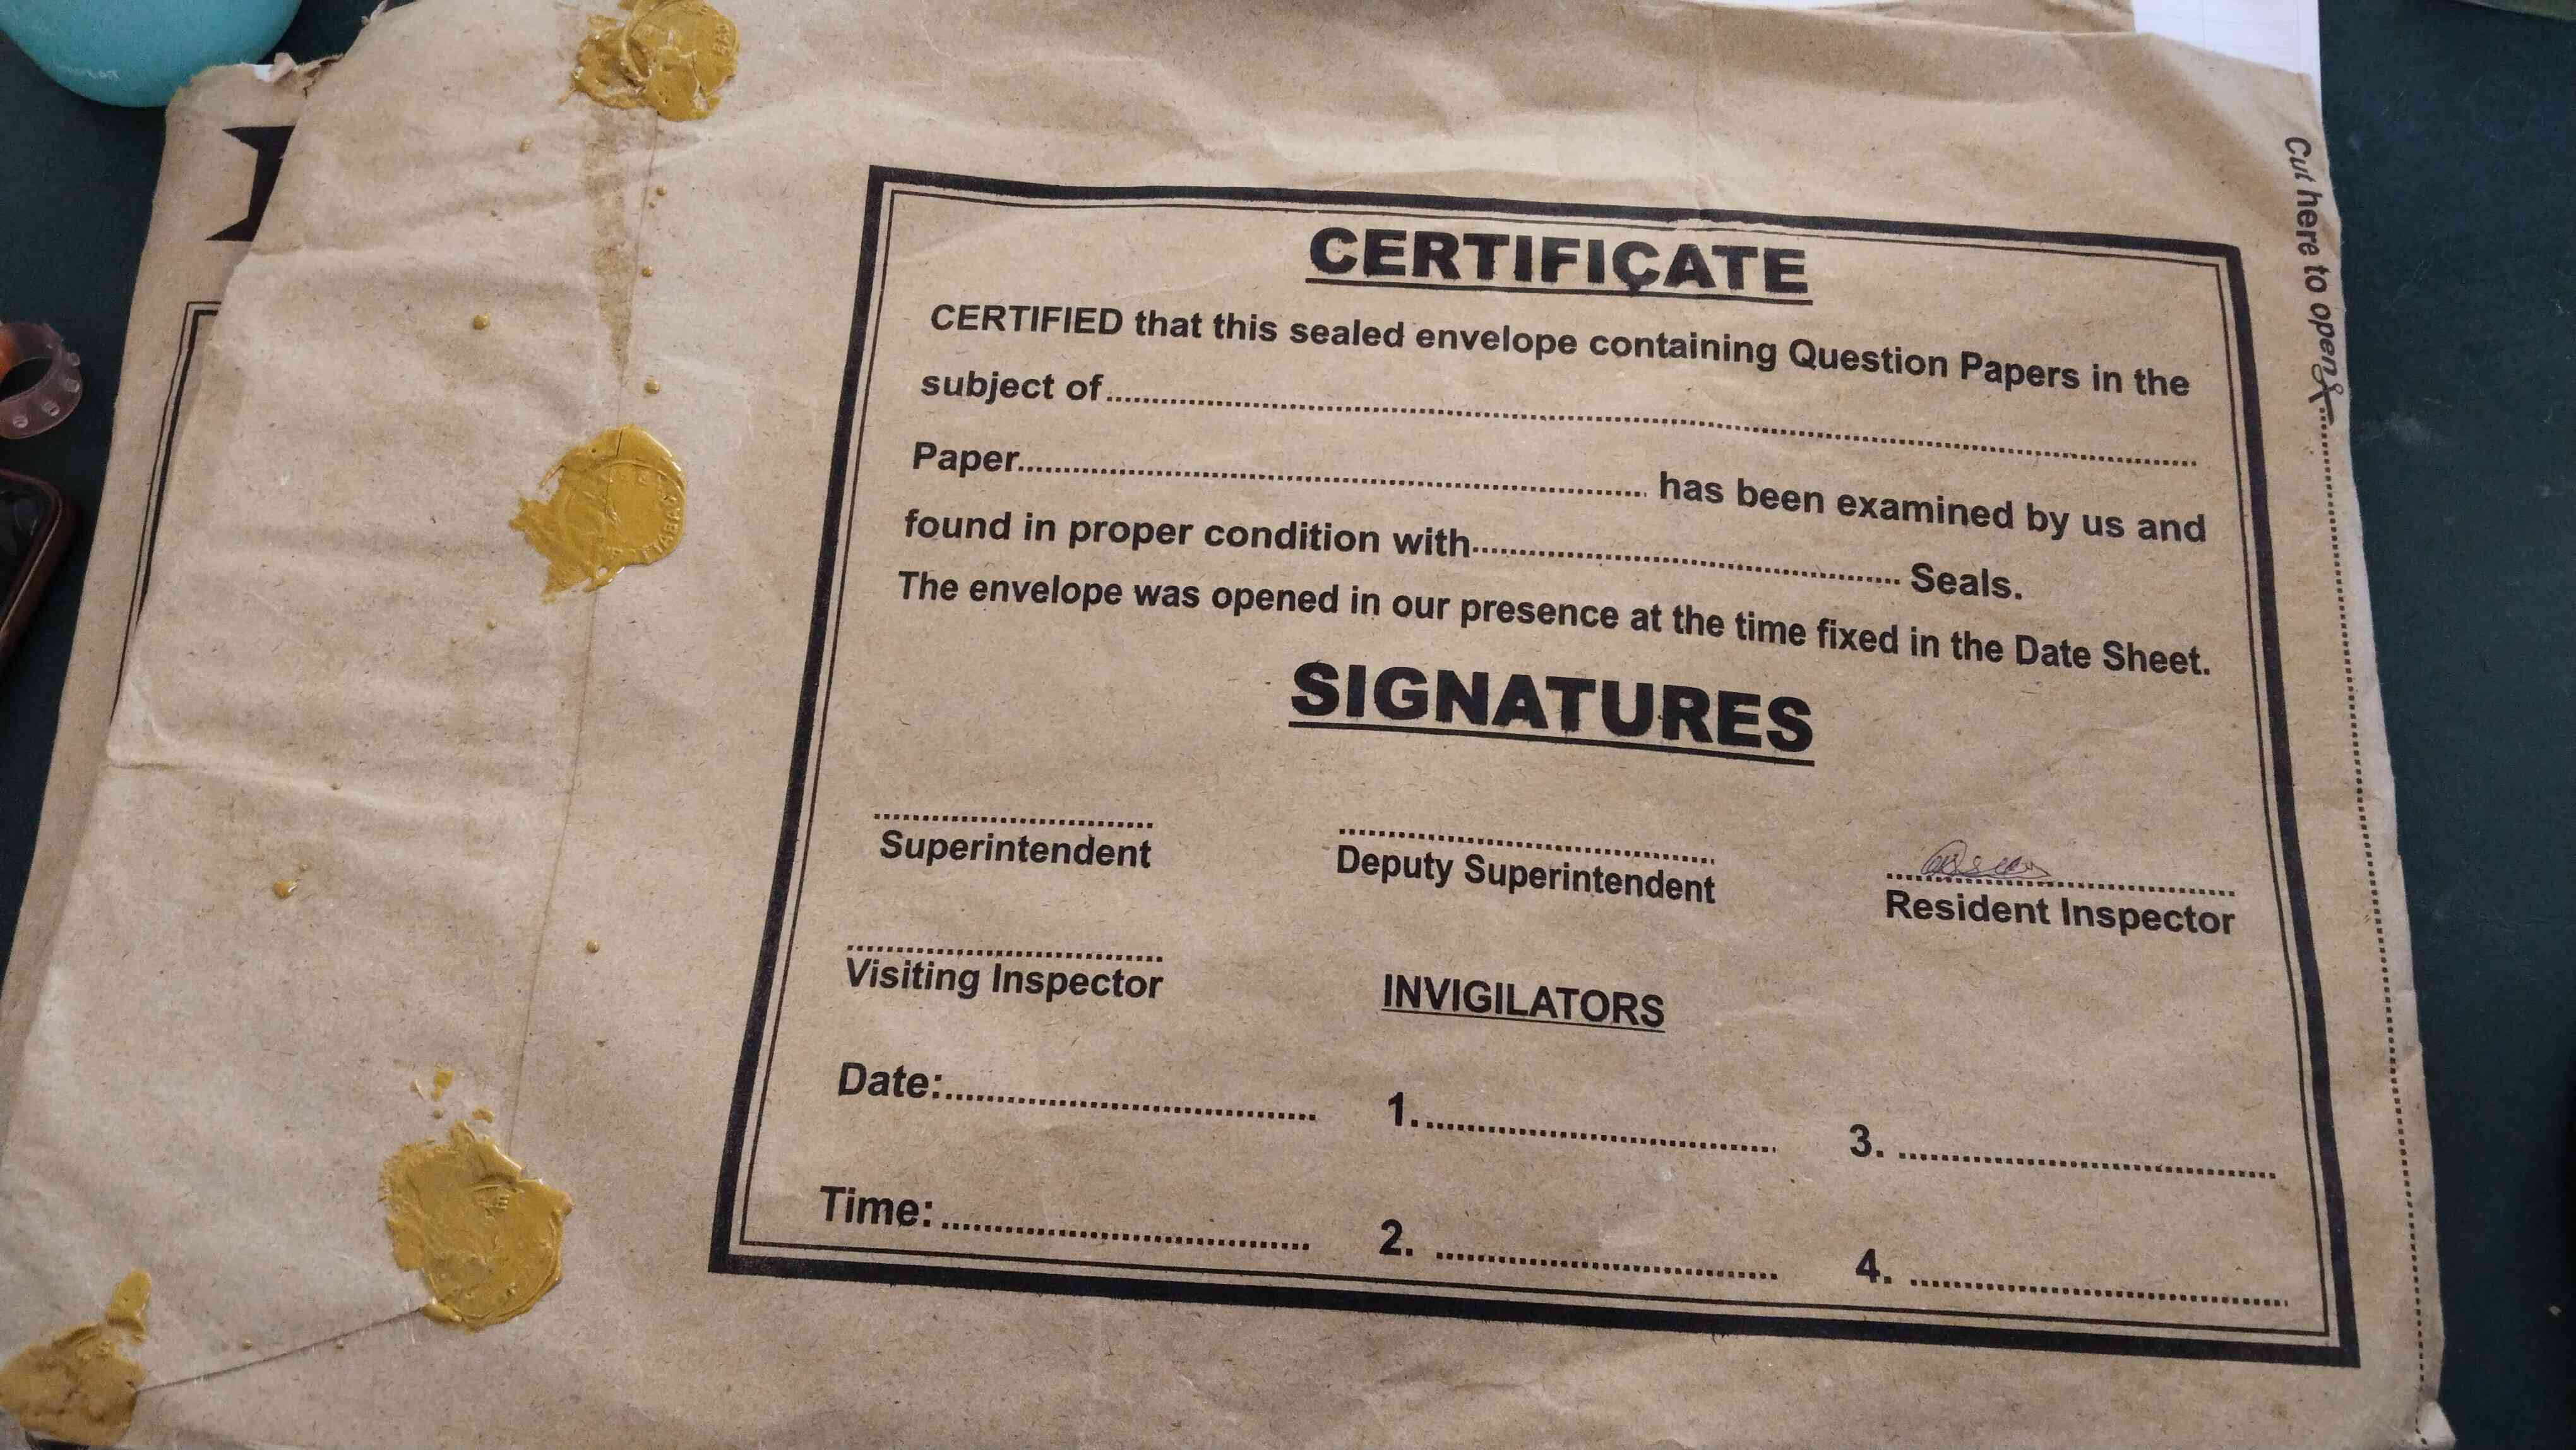 CERTIFICATE
CERTIFIED that this sealed envelope containing Question Papers in the
subject of
Paper has been examined by us and
found in proper condition with Seals.
The envelope was opened in our presence at the time fixed in the Date Sheet.
SIGNATURES
Superintendent
Deputy Superintendent
Resident Inspector
Visiting Inspector
INVIGILATORS
Date:
1.
3.
Time:
2.
4.
Cut here to open